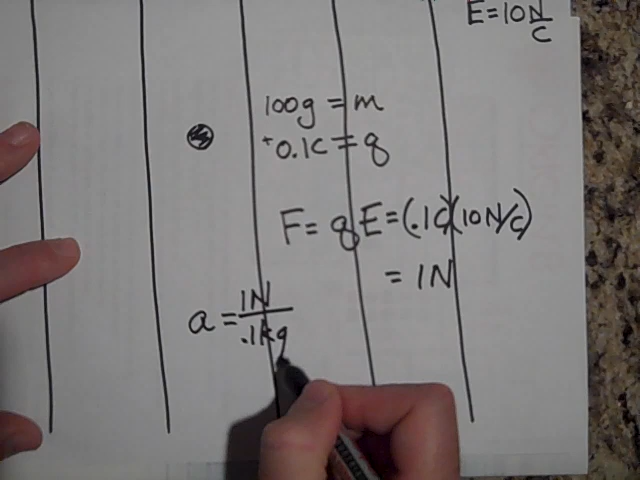 E=10N/C
100g = m
+0.1C = q
F= qE=(.1C)(10N/C)
= 1N
a = 1N/.1kg